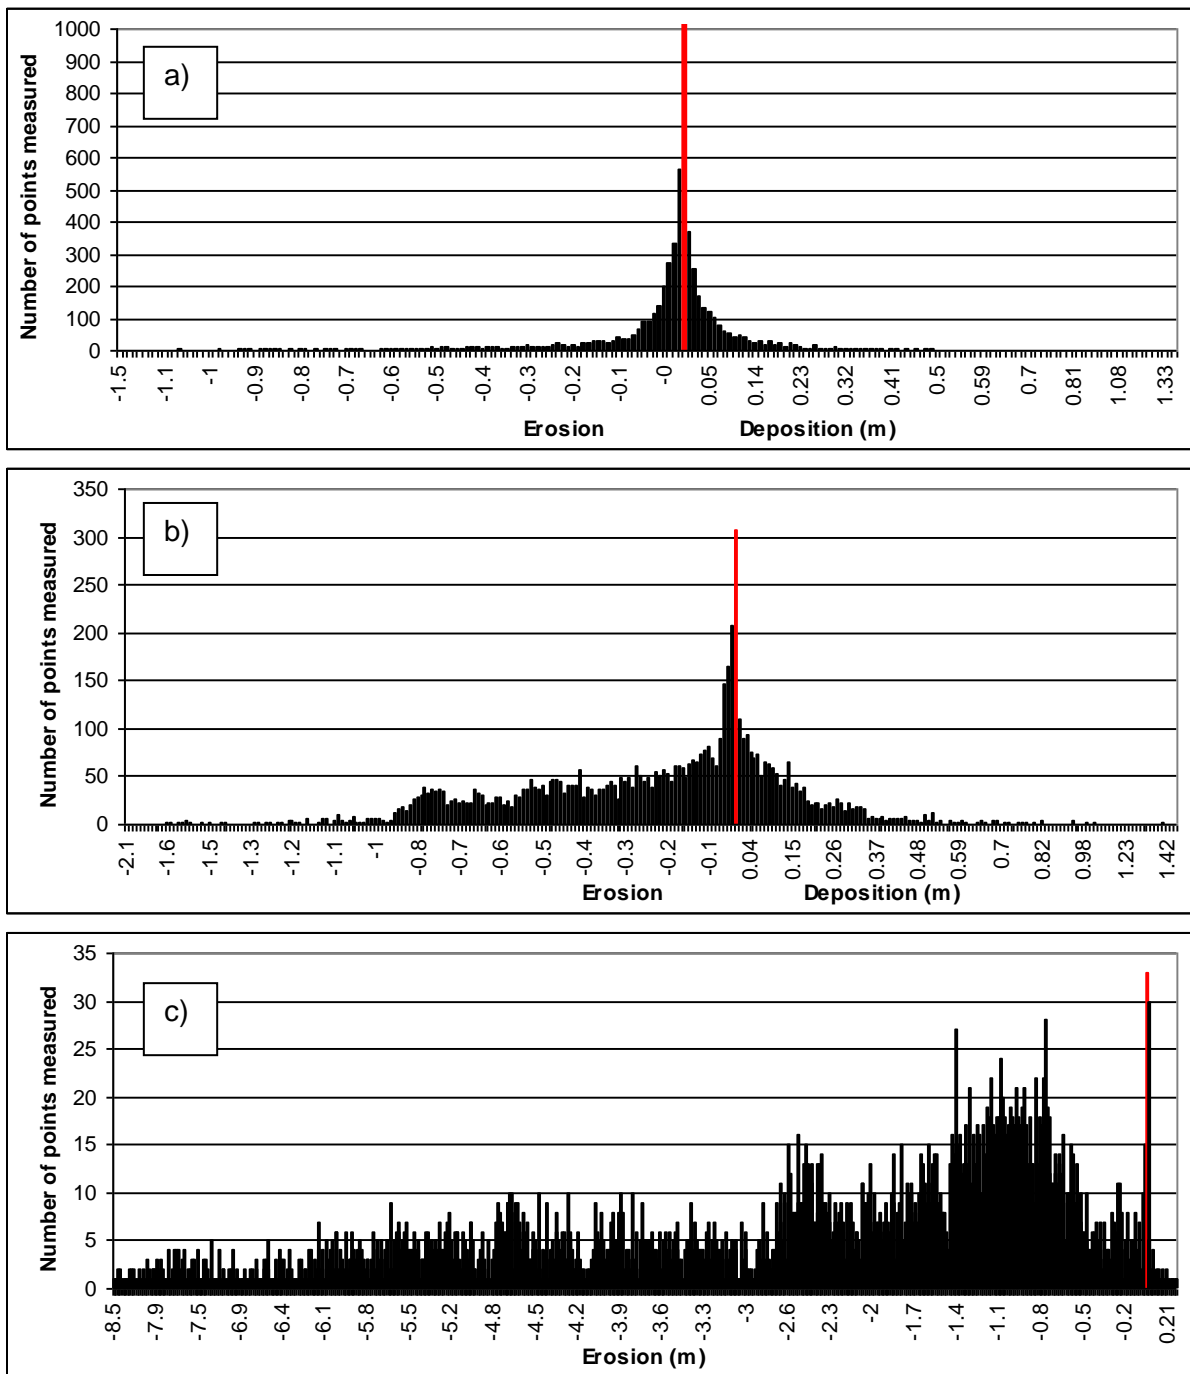 a)
Number of points measured
1000
900
800
700
600
500
400
300
200
100
0
-1.5 -1.1 -1 -0.9 -0.8 -0.7 -0.6 -0.5 -0.4 -0.3 -0.2 -0.1 -0 0.05 0.14 0.23 0.32 0.41 0.5 0.59 0.7 0.81 1.08 1.33
Erosion Deposition (m)
b)
Number of points measured
350
300
250
200
150
100
50
0
-2.1 -1.6 -1.5 -1.3 -1.2 -1.1 -1 -0.8 -0.7 -0.6 -0.5 -0.4 -0.3 -0.2 -0.1 0.04 0.15 0.26 0.37 0.48 0.59 0.7 0.82 0.98 1.23 1.42
Erosion Deposition (m)
c)
Number of points measured
35
30
25
20
15
10
5
0
-8.5 -7.9 -7.5 -6.9 -6.4 -6.1 -5.8 -5.5 -5.2 -4.8 -4.5 -4.2 -3.9 -3.6 -3.3 -3 -2.6 -2.3 -2 -1.7 -1.4 -1.1 -0.8 -0.5 -0.2 0.21
Erosion (m)